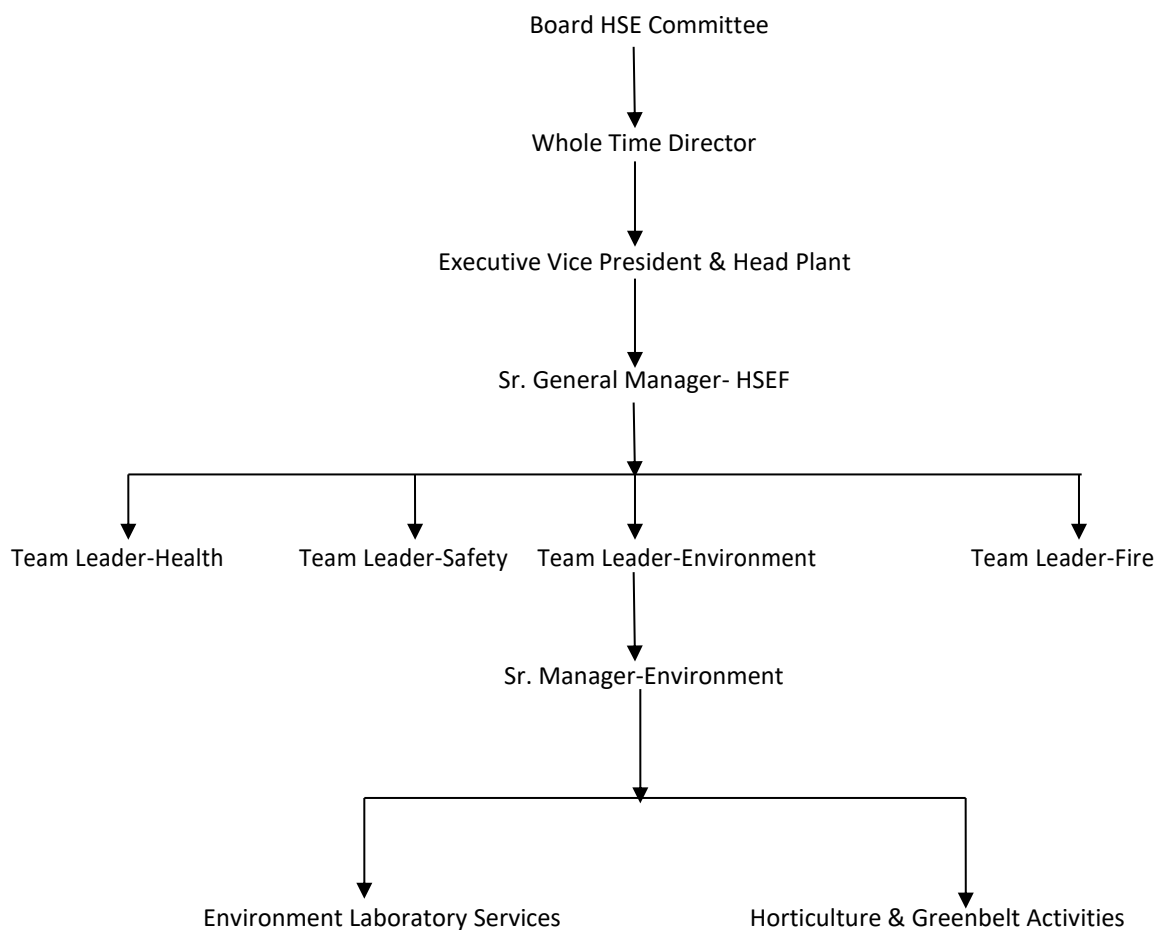 Board HSE Committee
Whole Time Director
Executive Vice President & Head Plant
Sr. General Manager- HSEF
Team Leader-Health
Team Leader-Safety
Team Leader-Environment
Team Leader-Fire
Sr. Manager-Environment
Environment Laboratory Services
Horticulture & Greenbelt Activities